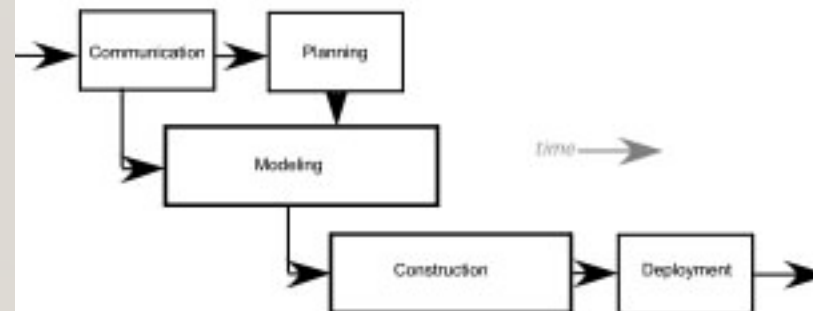 Communication
Planning
Modeling
time
Construction
Deployment